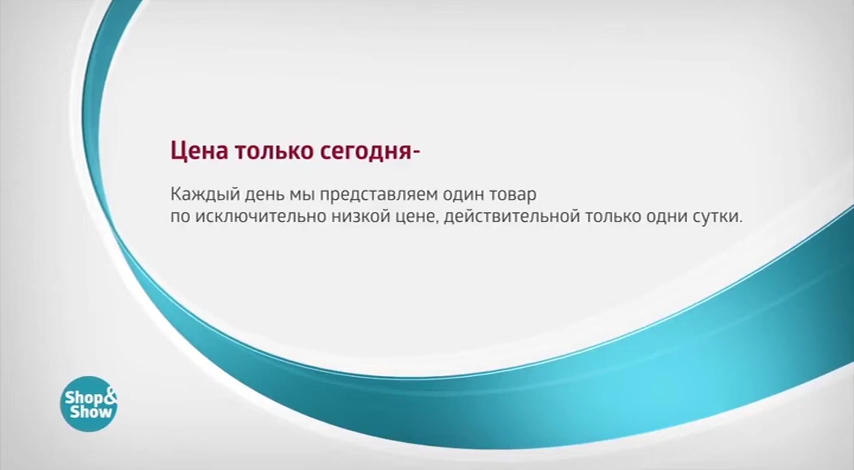 Цена только сегодня-
Каждый день мы представляем один товар
по исключительно низкой цене, действительной только одни сутки.
Shop&
Show